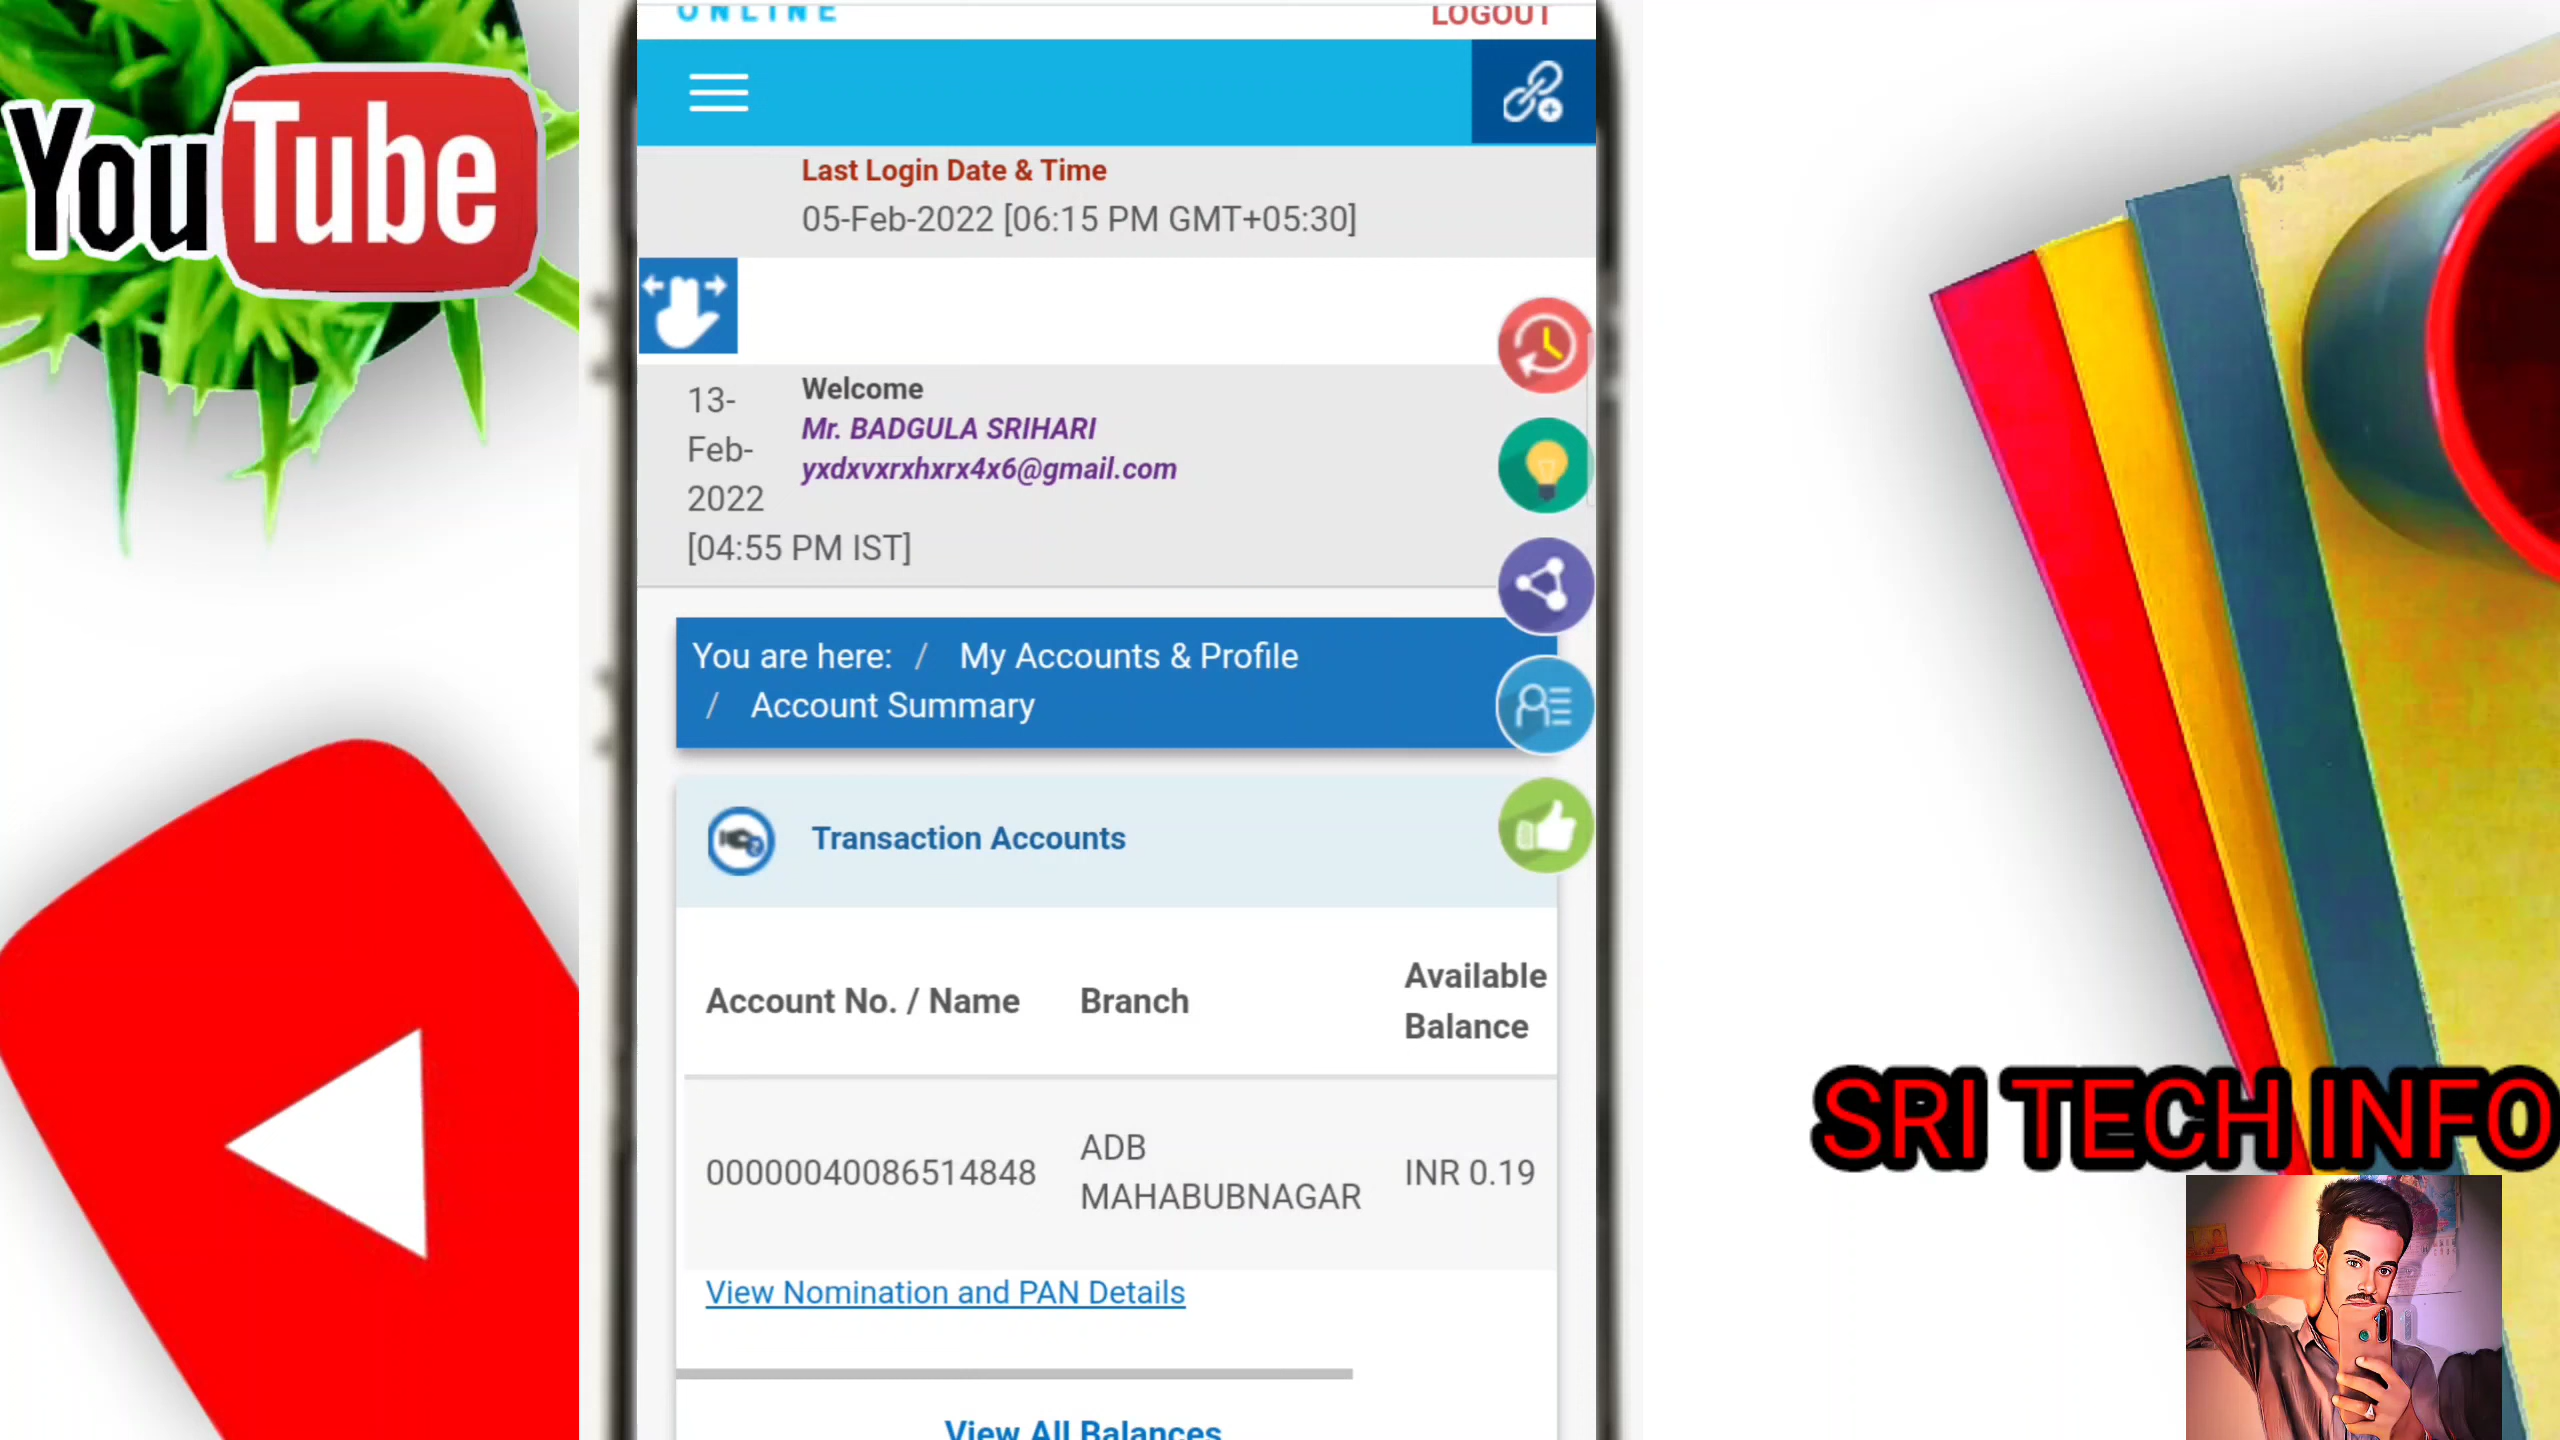 YouTube
ONLINE
LOGOUT
Last Login Date & Time
05-Feb-2022 [06:15 PM GMT+05:30]
13-
Feb-
2022
[04:55 PM IST]
Welcome
Mr. BADGULA SRIHARI
yxdxvxrxhxrx4x6@gmail.com
You are here: / My Accounts & Profile
/ Account Summary
Transaction Accounts
Account No. / Name
Branch
Available
Balance
00000040086514848
ADB
MAHABUBNAGAR
INR 0.19
View Nomination and PAN Details
View All Balances
SRI TECH INFO